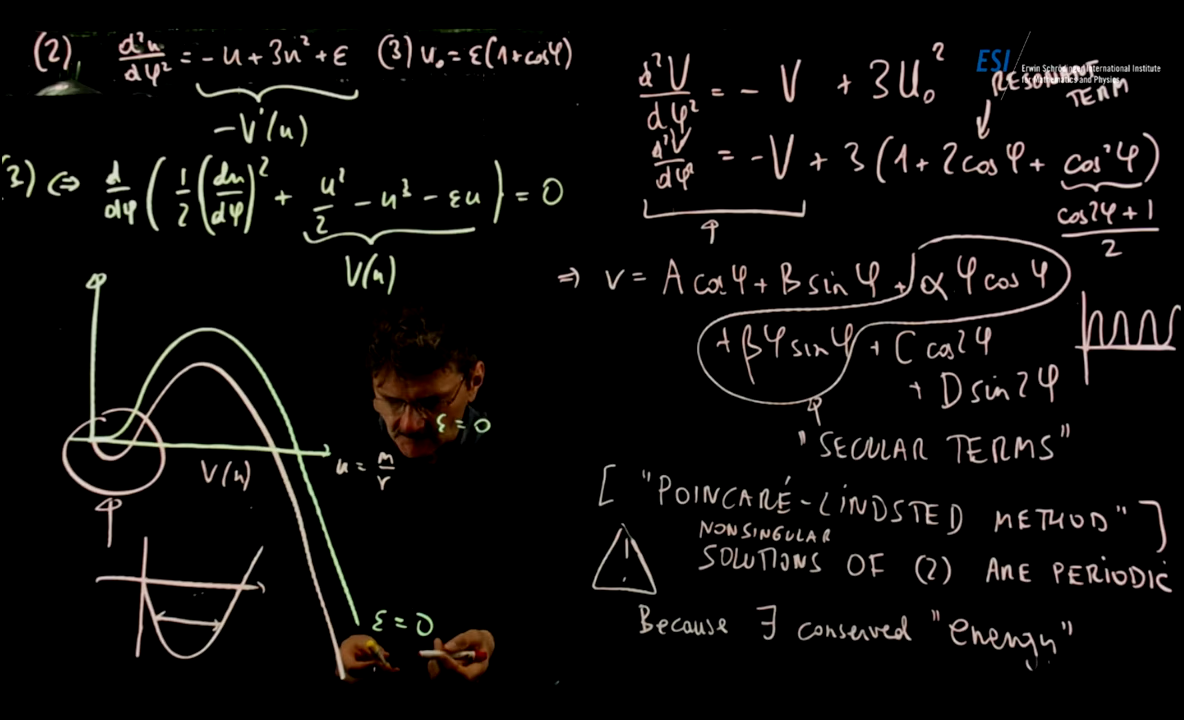 (2) d²u/dφ² = -u + 3u² + ε (3) u₀ = ε(1+cosφ)
-V'(u)
2) ⇔ d/dφ ( 1/2 (du/dφ)² + u²/2 - u³ - εu ) = 0
V(u)
V(u)
u = m/r
ε = 0
ε = 0
ESI Erwin Schrödinger International Institute
for Mathematics and Physics
d²V/dφ² = - V + 3U₀²
RESONANT
TERM
d²V/dφ² = -V + 3 (1 + 2cosφ + cos²φ)
cos2φ + 1
2
⇒ v = A cosφ + B sinφ + αφcosφ
+ βφsinφ + C cos2φ
+ D sin2φ
"SECULAR TERMS"
["POINCARÉ-LINDSTED METHOD"]
! NONSINGULAR
SOLUTIONS OF (2) ARE PERIODIC
Because ∃ conserved "energy"